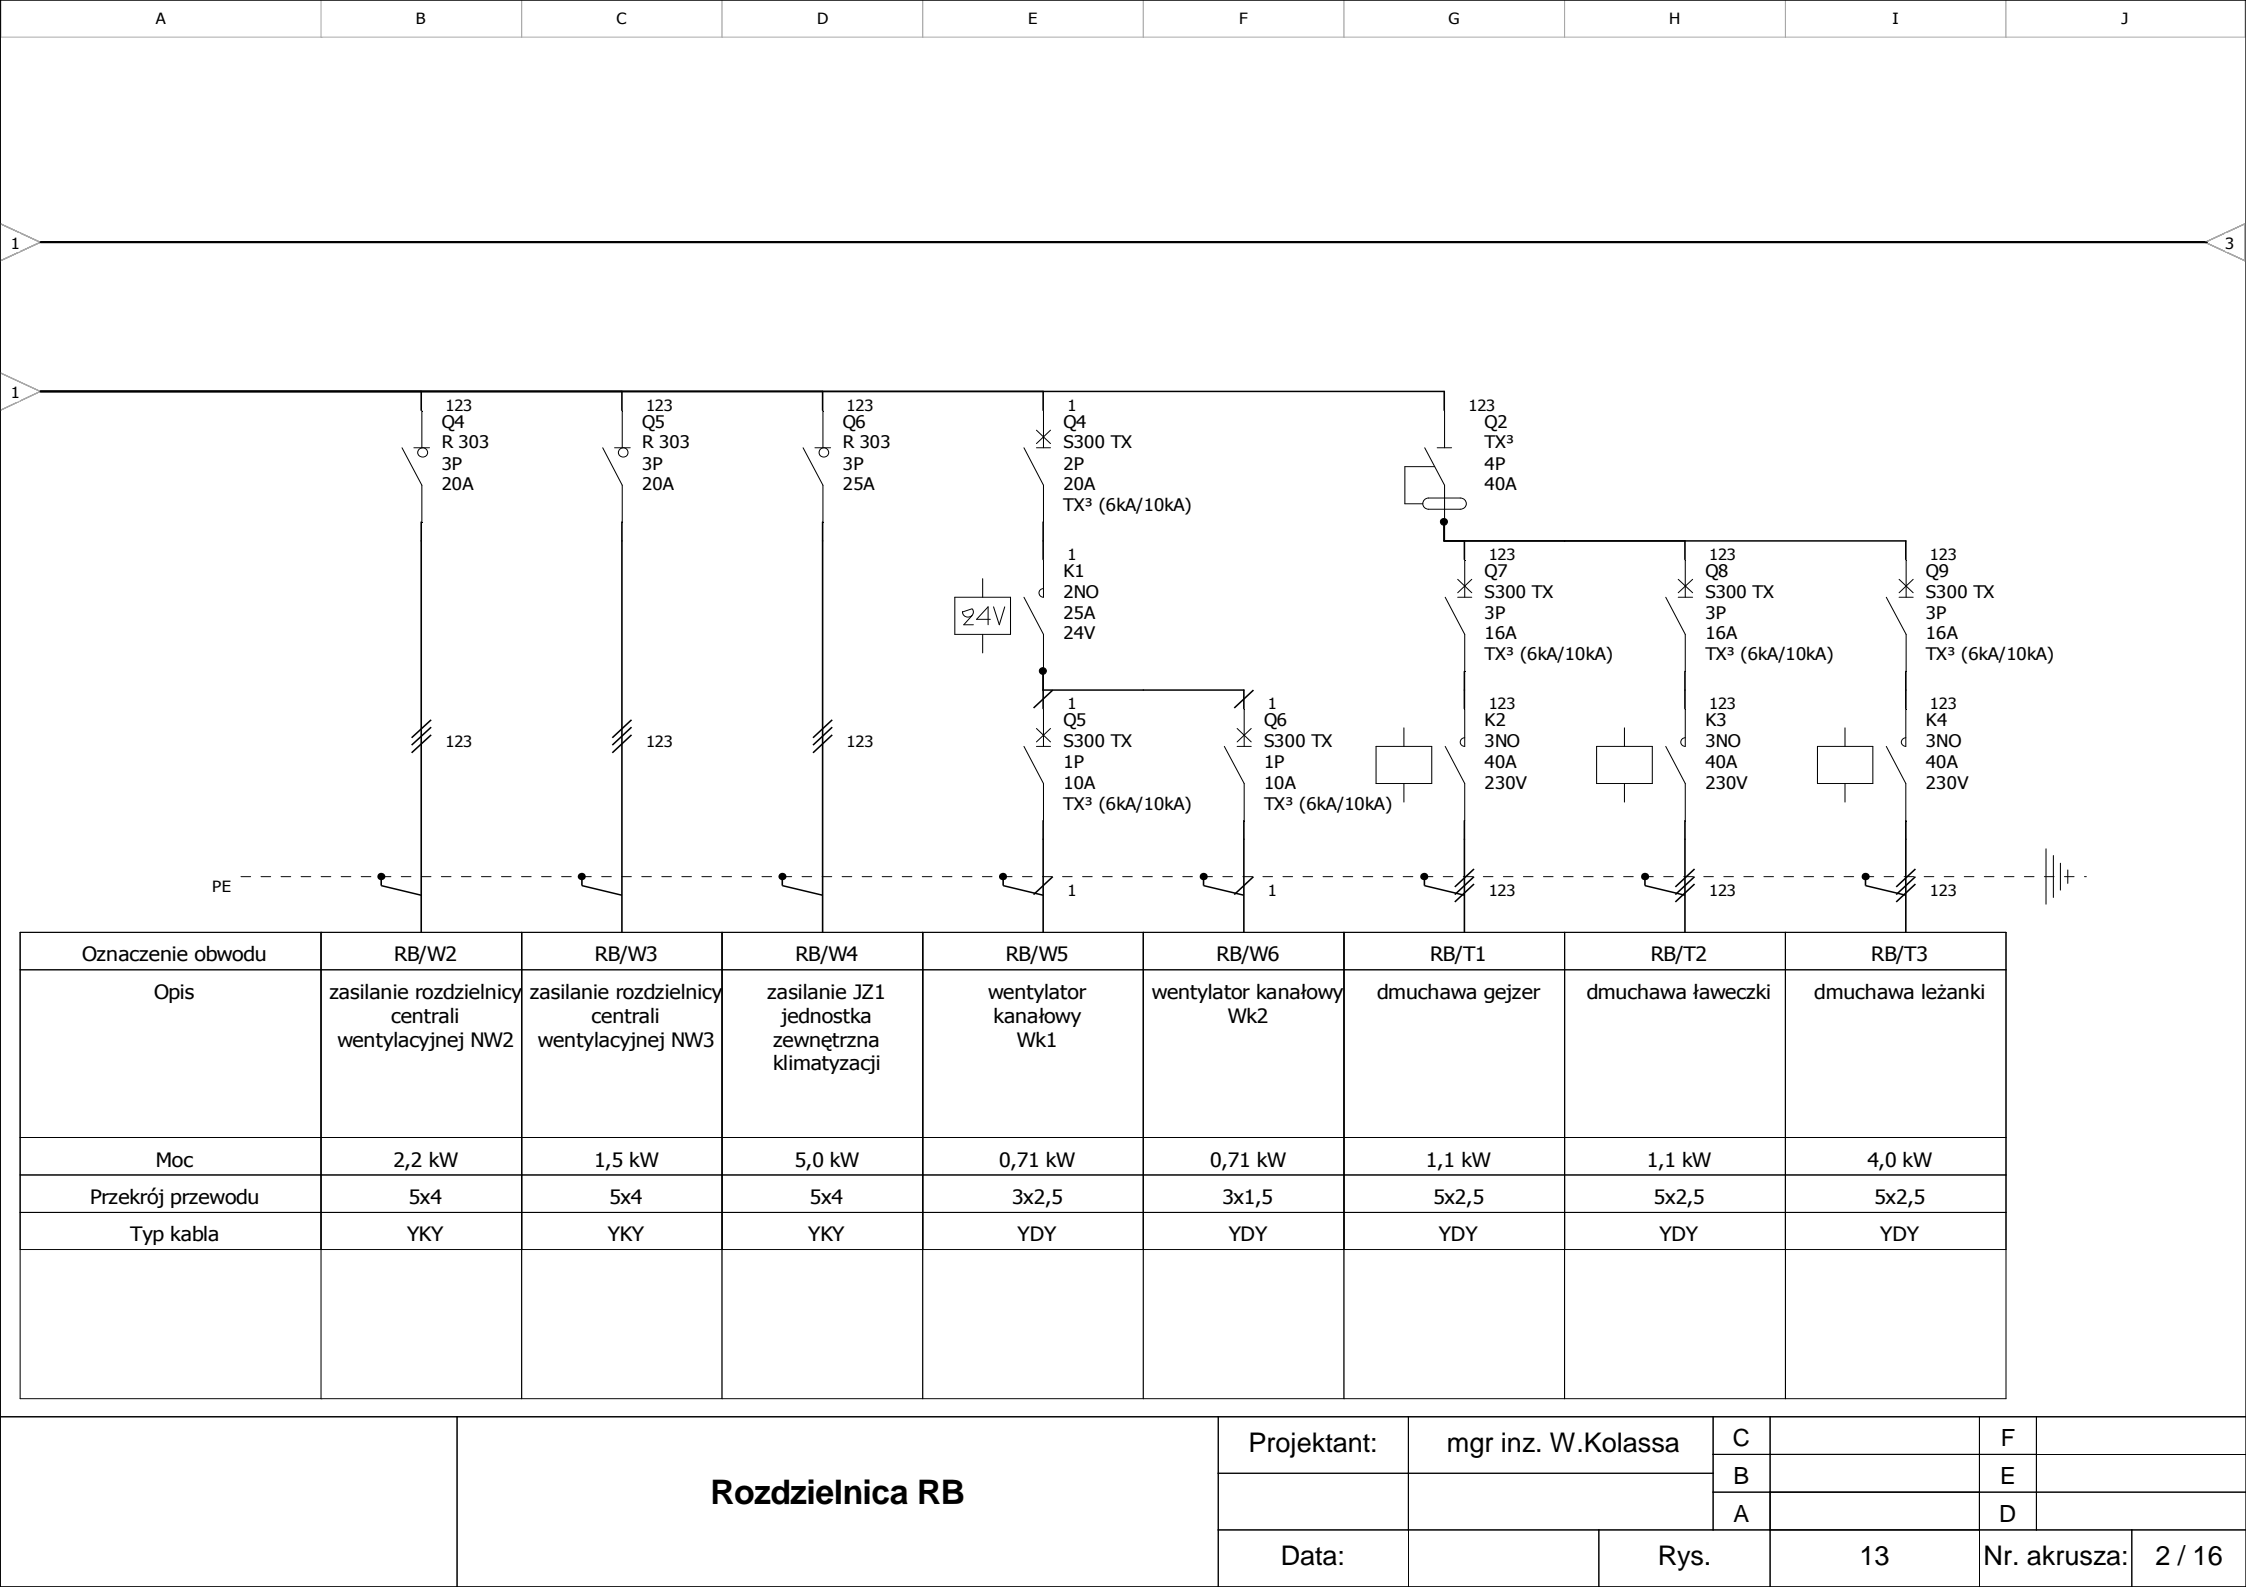 A B C D E F G H I J
1 3
1
123 123 123 1 123
Q4 Q5 Q6 Q4 Q2
R 303 R 303 R 303 S300 TX TX³
3P 3P 3P 2P 4P
20A 20A 25A 20A 40A
TX³ (6kA/10kA)
1 123 123 123
K1 Q7 Q8 Q9
2NO S300 TX S300 TX S300 TX
24V 25A 3P 3P 3P
24V 16A 16A 16A
TX³ (6kA/10kA) TX³ (6kA/10kA) TX³ (6kA/10kA)
1 1 123 123 123
Q5 Q6 K2 K3 K4
123 123 123 S300 TX S300 TX 3NO 3NO 3NO
1P 1P 40A 40A 40A
10A 10A 230V 230V 230V
TX³ (6kA/10kA) TX³ (6kA/10kA)
PE 1 1 123 123 123
Oznaczenie obwodu RB/W2 RB/W3 RB/W4 RB/W5 RB/W6 RB/T1 RB/T2 RB/T3
Opis zasilanie rozdzielnicy zasilanie rozdzielnicy zasilanie JZ1 wentylator wentylator kanałowy dmuchawa gejzer dmuchawa ławeczki dmuchawa leżanki
centrali centrali jednostka kanałowy Wk2
wentylacyjnej NW2 wentylacyjnej NW3 zewnętrzna Wk1
klimatyzacji
Moc 2,2 kW 1,5 kW 5,0 kW 0,71 kW 0,71 kW 1,1 kW 1,1 kW 4,0 kW
Przekrój przewodu 5x4 5x4 5x4 3x2,5 3x1,5 5x2,5 5x2,5 5x2,5
Typ kabla YKY YKY YKY YDY YDY YDY YDY YDY
Rozdzielnica RB
Projektant: mgr inz. W.Kolassa C F
B E
A D
Data: Rys. 13 Nr. akrusza: 2 / 16